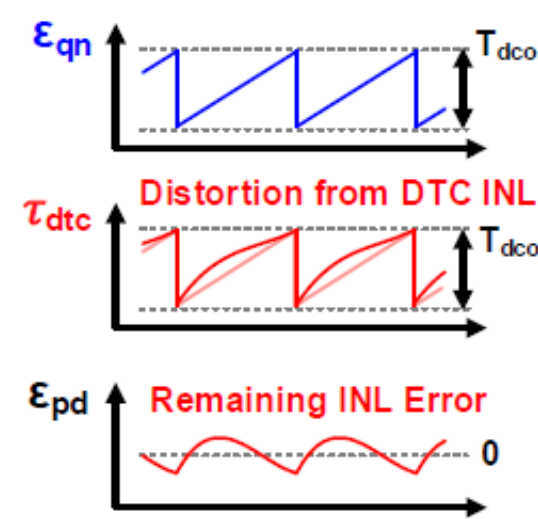 εqn
Tdco
Distortion from DTC INL
τdtc
Tdco
εpd
Remaining INL Error
0